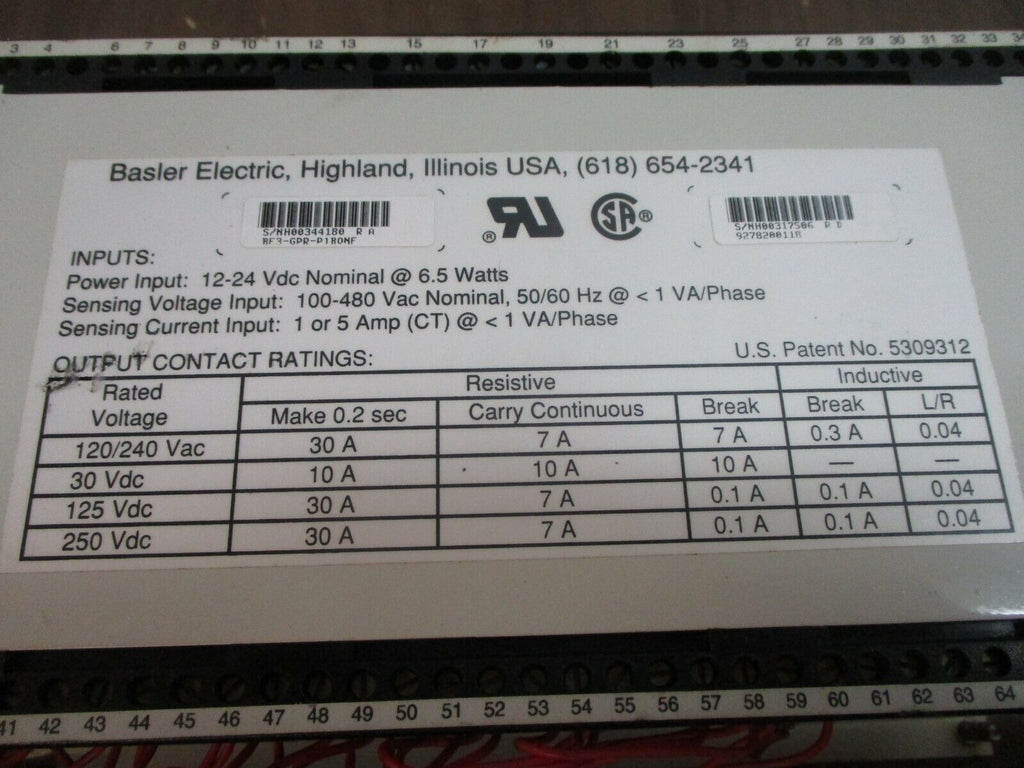 3 4 6 7 8 9 10 11 12 13 15 17 19 21 23 25 27 28 29 30 31 32 33 34
Basler Electric, Highland, Illinois USA, (618) 654-2341
S/NH00344180 R A
BE3-GPR-P1B0NF
S/NH00317506 R D
9278200118
INPUTS:
Power Input: 12-24 Vdc Nominal @ 6.5 Watts
Sensing Voltage Input: 100-480 Vac Nominal, 50/60 Hz @ < 1 VA/Phase
Sensing Current Input: 1 or 5 Amp (CT) @ < 1 VA/Phase
OUTPUT CONTACT RATINGS: U.S. Patent No. 5309312
Rated Voltage Resistive Inductive
Make 0.2 sec Carry Continuous Break Break L/R
120/240 Vac 30 A 7 A 7 A 0.3 A 0.04
30 Vdc 10 A 10 A 10 A — —
125 Vdc 30 A 7 A 0.1 A 0.1 A 0.04
250 Vdc 30 A 7 A 0.1 A 0.1 A 0.04
41 42 43 44 45 46 47 48 49 50 51 52 53 54 55 56 57 58 59 60 61 62 63 64